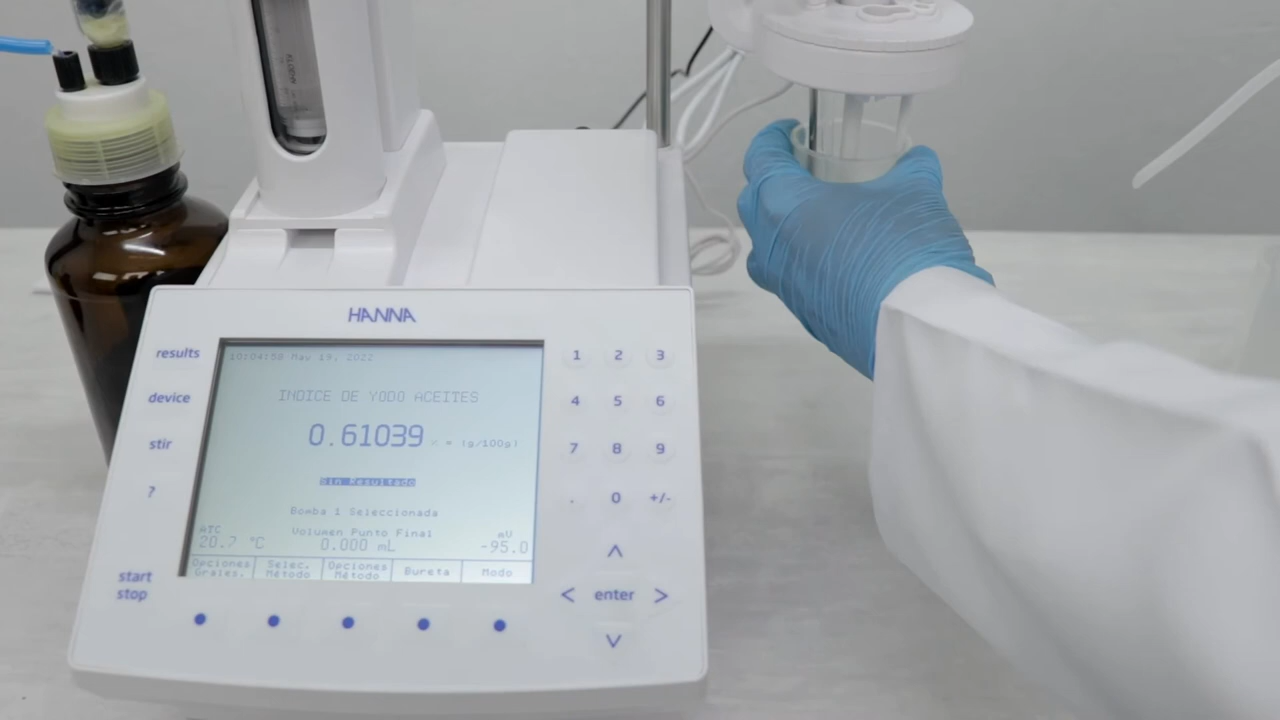 HANNA
results
device
stir
?
start
stop
10:04:58 May 19, 2022
INDICE DE YODO ACEITES
0.61039 % = (g/100g)
Sin Resultado
Bomba 1 Seleccionada
ATC
20.7 °C
Volumen Punto Final
0.000 mL
mV
-95.0
Opciones Grales.
Selec. Método
Opciones Método
Bureta
Modo
1 2 3
4 5 6
7 8 9
. 0 +/-
< enter >